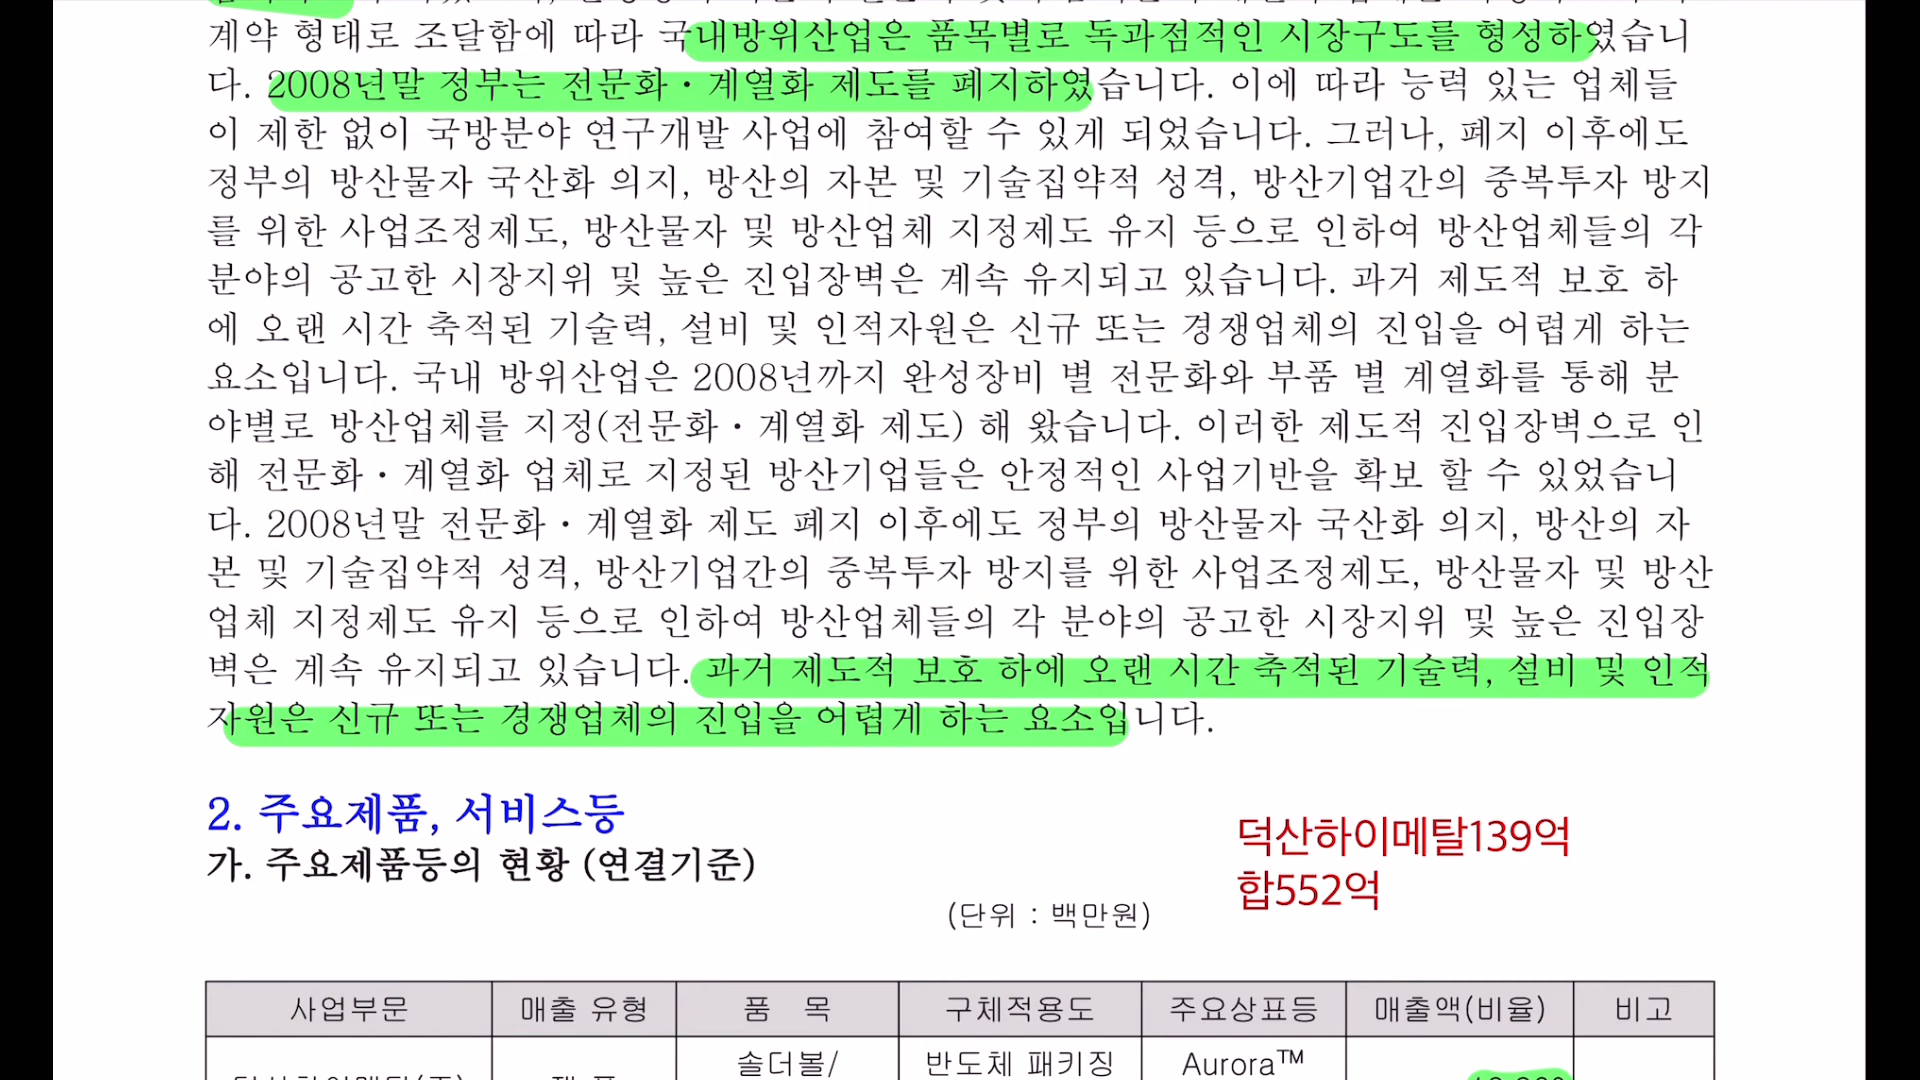 계약 형태로 조달함에 따라 국내방위산업은 품목별로 독과점적인 시장구도를 형성하였습니
다. 2008년말 정부는 전문화・계열화 제도를 폐지하였습니다. 이에 따라 능력 있는 업체들
이 제한 없이 국방분야 연구개발 사업에 참여할 수 있게 되었습니다. 그러나, 폐지 이후에도
정부의 방산물자 국산화 의지, 방산의 자본 및 기술집약적 성격, 방산기업간의 중복투자 방지
를 위한 사업조정제도, 방산물자 및 방산업체 지정제도 유지 등으로 인하여 방산업체들의 각
분야의 공고한 시장지위 및 높은 진입장벽은 계속 유지되고 있습니다. 과거 제도적 보호 하
에 오랜 시간 축적된 기술력, 설비 및 인적자원은 신규 또는 경쟁업체의 진입을 어렵게 하는
요소입니다. 국내 방위산업은 2008년까지 완성장비 별 전문화와 부품 별 계열화를 통해 분
야별로 방산업체를 지정(전문화・계열화 제도) 해 왔습니다. 이러한 제도적 진입장벽으로 인
해 전문화・계열화 업체로 지정된 방산기업들은 안정적인 사업기반을 확보 할 수 있었습니
다. 2008년말 전문화・계열화 제도 폐지 이후에도 정부의 방산물자 국산화 의지, 방산의 자
본 및 기술집약적 성격, 방산기업간의 중복투자 방지를 위한 사업조정제도, 방산물자 및 방산
업체 지정제도 유지 등으로 인하여 방산업체들의 각 분야의 공고한 시장지위 및 높은 진입장
벽은 계속 유지되고 있습니다. 과거 제도적 보호 하에 오랜 시간 축적된 기술력, 설비 및 인적
자원은 신규 또는 경쟁업체의 진입을 어렵게 하는 요소입니다.
2. 주요제품, 서비스등
가. 주요제품등의 현황 (연결기준)
덕산하이메탈139억
합552억
(단위 : 백만원)
사업부문 매출 유형 품 목 구체적용도 주요상표등 매출액(비율) 비고
솔더볼/ 반도체 패키징 Aurora™